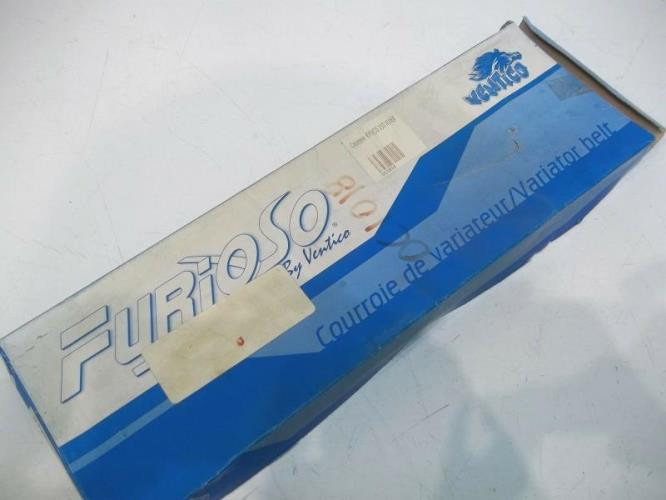 VENTICO
FURIOSO
By Ventico
Courroie de variateur/Variator belt